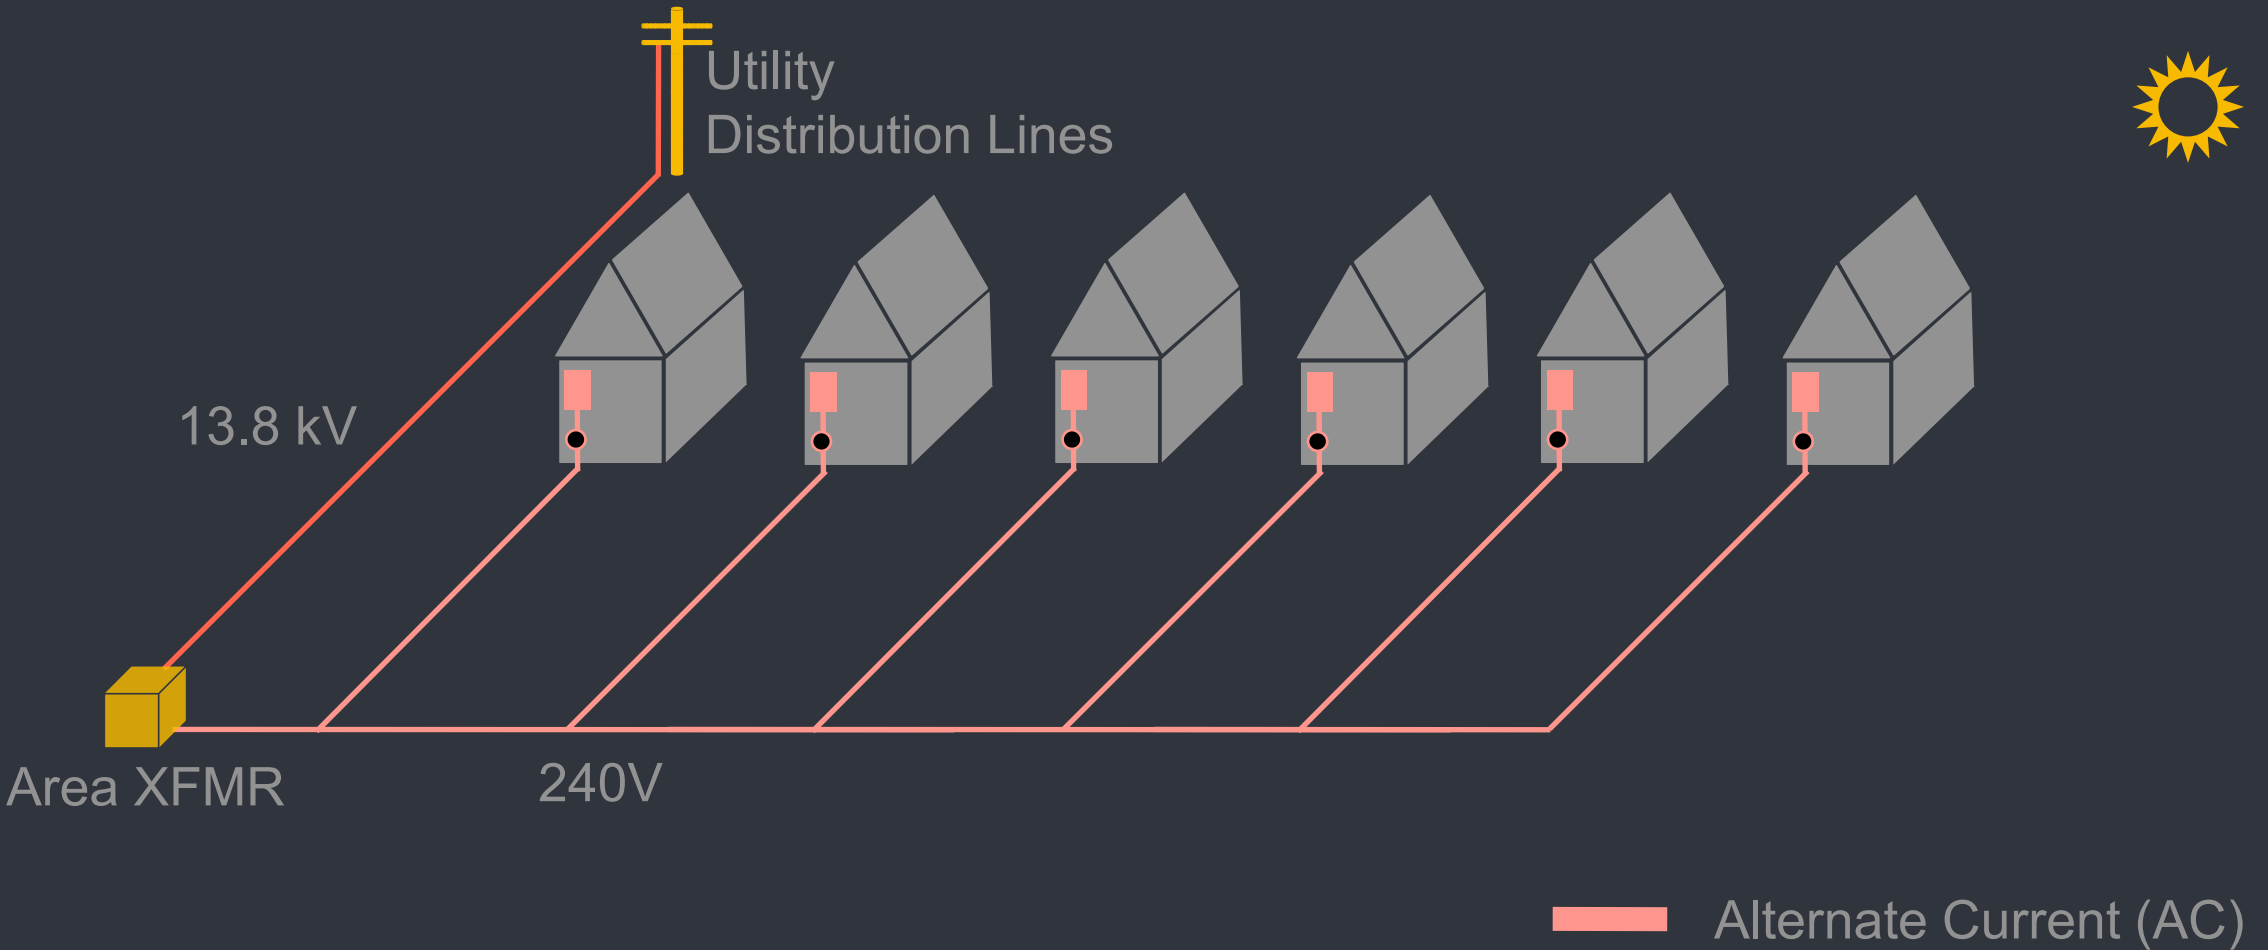 Utility
Distribution Lines
13.8 kV
Area XFMR
240V
Alternate Current (AC)